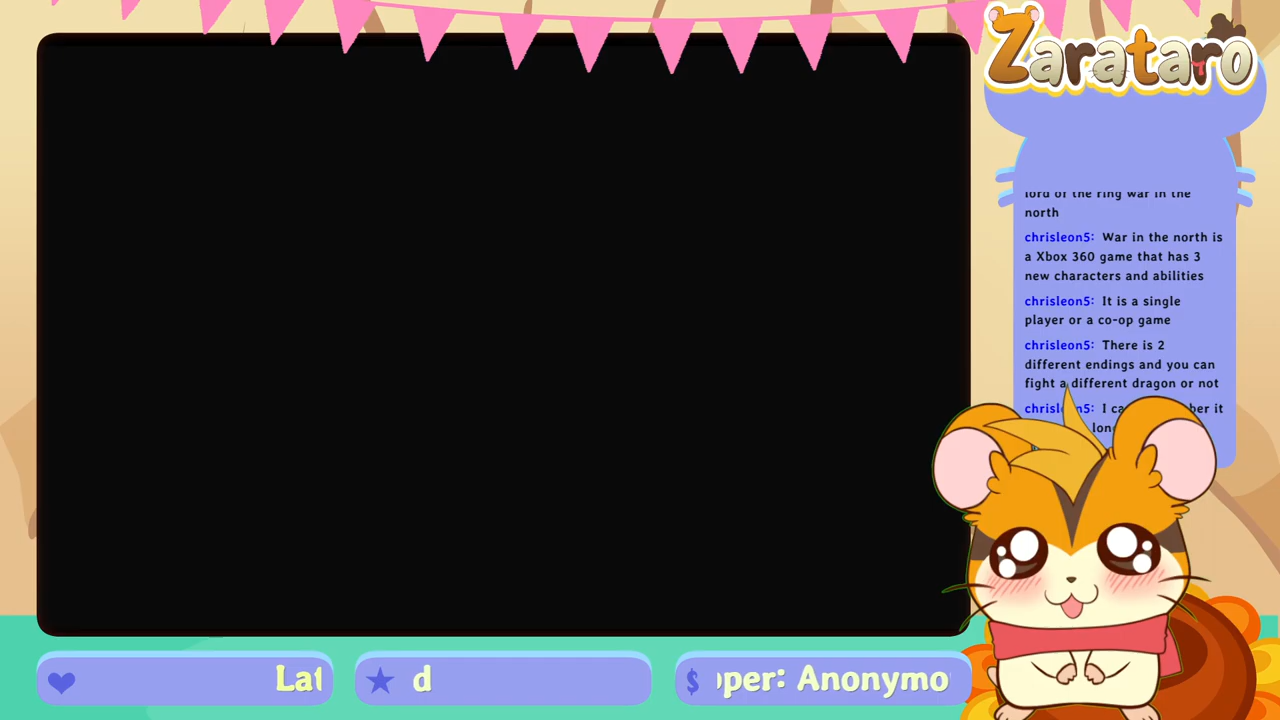 Zarataro
lord of the ring war in the
north
chrisleon5: War in the north is
a Xbox 360 game that has 3
new characters and abilities
chrisleon5: It is a single
player or a co-op game
chrisleon5: There is 2
different endings and you can
fight a different dragon or not
I
long
Lat
d
$ pper: Anonymo